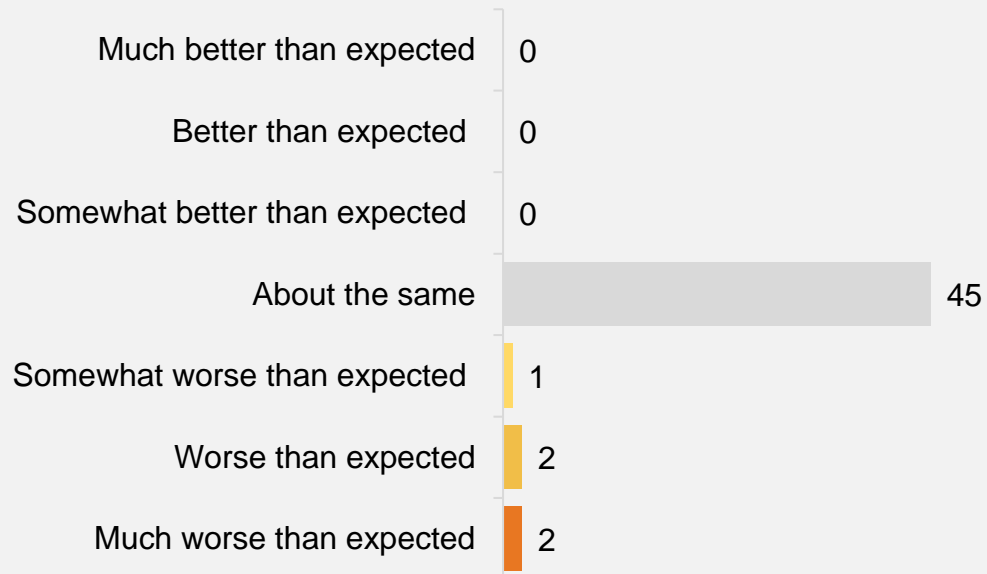 Much better than expected 0
Better than expected 0
Somewhat better than expected 0
About the same 45
Somewhat worse than expected 1
Worse than expected 2
Much worse than expected 2